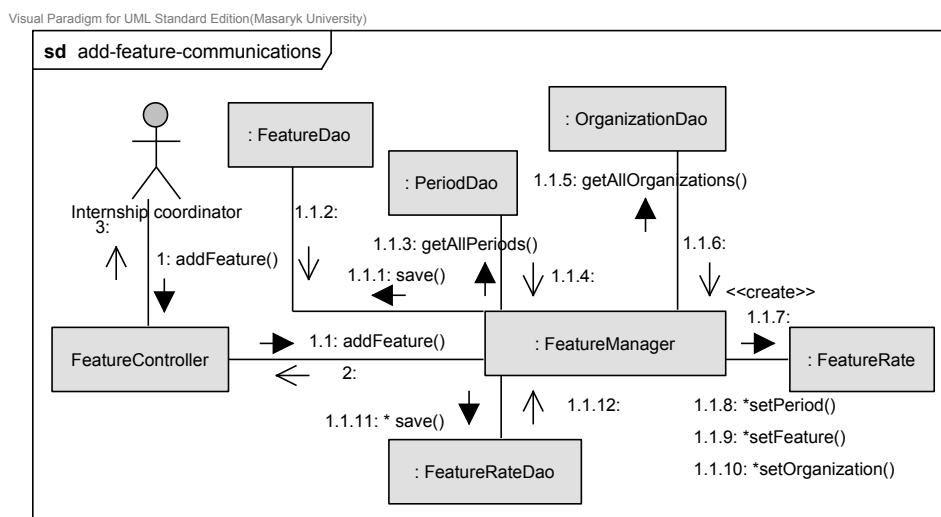 Visual Paradigm for UML Standard Edition(Masaryk University)
sd add-feature-communications
: FeatureDao
: OrganizationDao
: PeriodDao
1.1.5: getAllOrganizations()
Internship coordinator
1.1.2:
3:
1.1.3: getAllPeriods()
1.1.6:
1: addFeature()
1.1.1: save()
1.1.4:
<<create>>
1.1.7:
FeatureController
1.1: addFeature()
: FeatureManager
: FeatureRate
2:
1.1.11: * save()
1.1.12:
1.1.8: *setPeriod()
1.1.9: *setFeature()
1.1.10: *setOrganization()
: FeatureRateDao